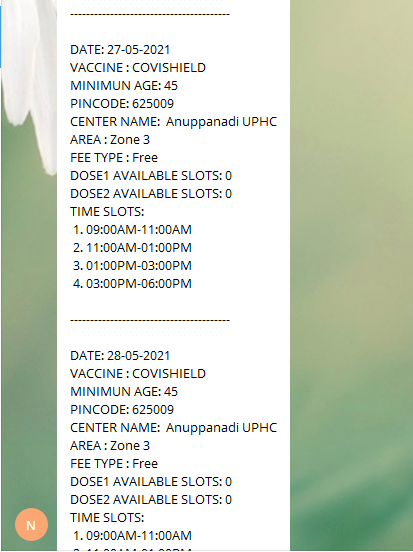 ----------------------------------------
DATE: 27-05-2021
VACCINE : COVISHIELD
MINIMUN AGE: 45
PINCODE: 625009
CENTER NAME:  Anuppanadi UPHC
AREA : Zone 3
FEE TYPE : Free
DOSE1 AVAILABLE SLOTS: 0
DOSE2 AVAILABLE SLOTS: 0
TIME SLOTS:
1. 09:00AM-11:00AM
2. 11:00AM-01:00PM
3. 01:00PM-03:00PM
4. 03:00PM-06:00PM
----------------------------------------
DATE: 28-05-2021
VACCINE : COVISHIELD
MINIMUN AGE: 45
PINCODE: 625009
CENTER NAME:  Anuppanadi UPHC
AREA : Zone 3
FEE TYPE : Free
DOSE1 AVAILABLE SLOTS: 0
DOSE2 AVAILABLE SLOTS: 0
TIME SLOTS:
N
1. 09:00AM-11:00AM
2. 11:00AM-01:00PM